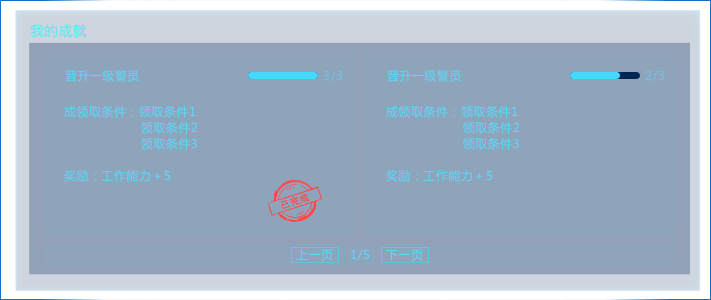 我的成就
晋升一级警员 3/3
成领取条件：领取条件1
领取条件2
领取条件3
奖励：工作能力+5
已完成
晋升一级警员 2/3
成领取条件：领取条件1
领取条件2
领取条件3
奖励：工作能力+5
上一页 1/5 下一页